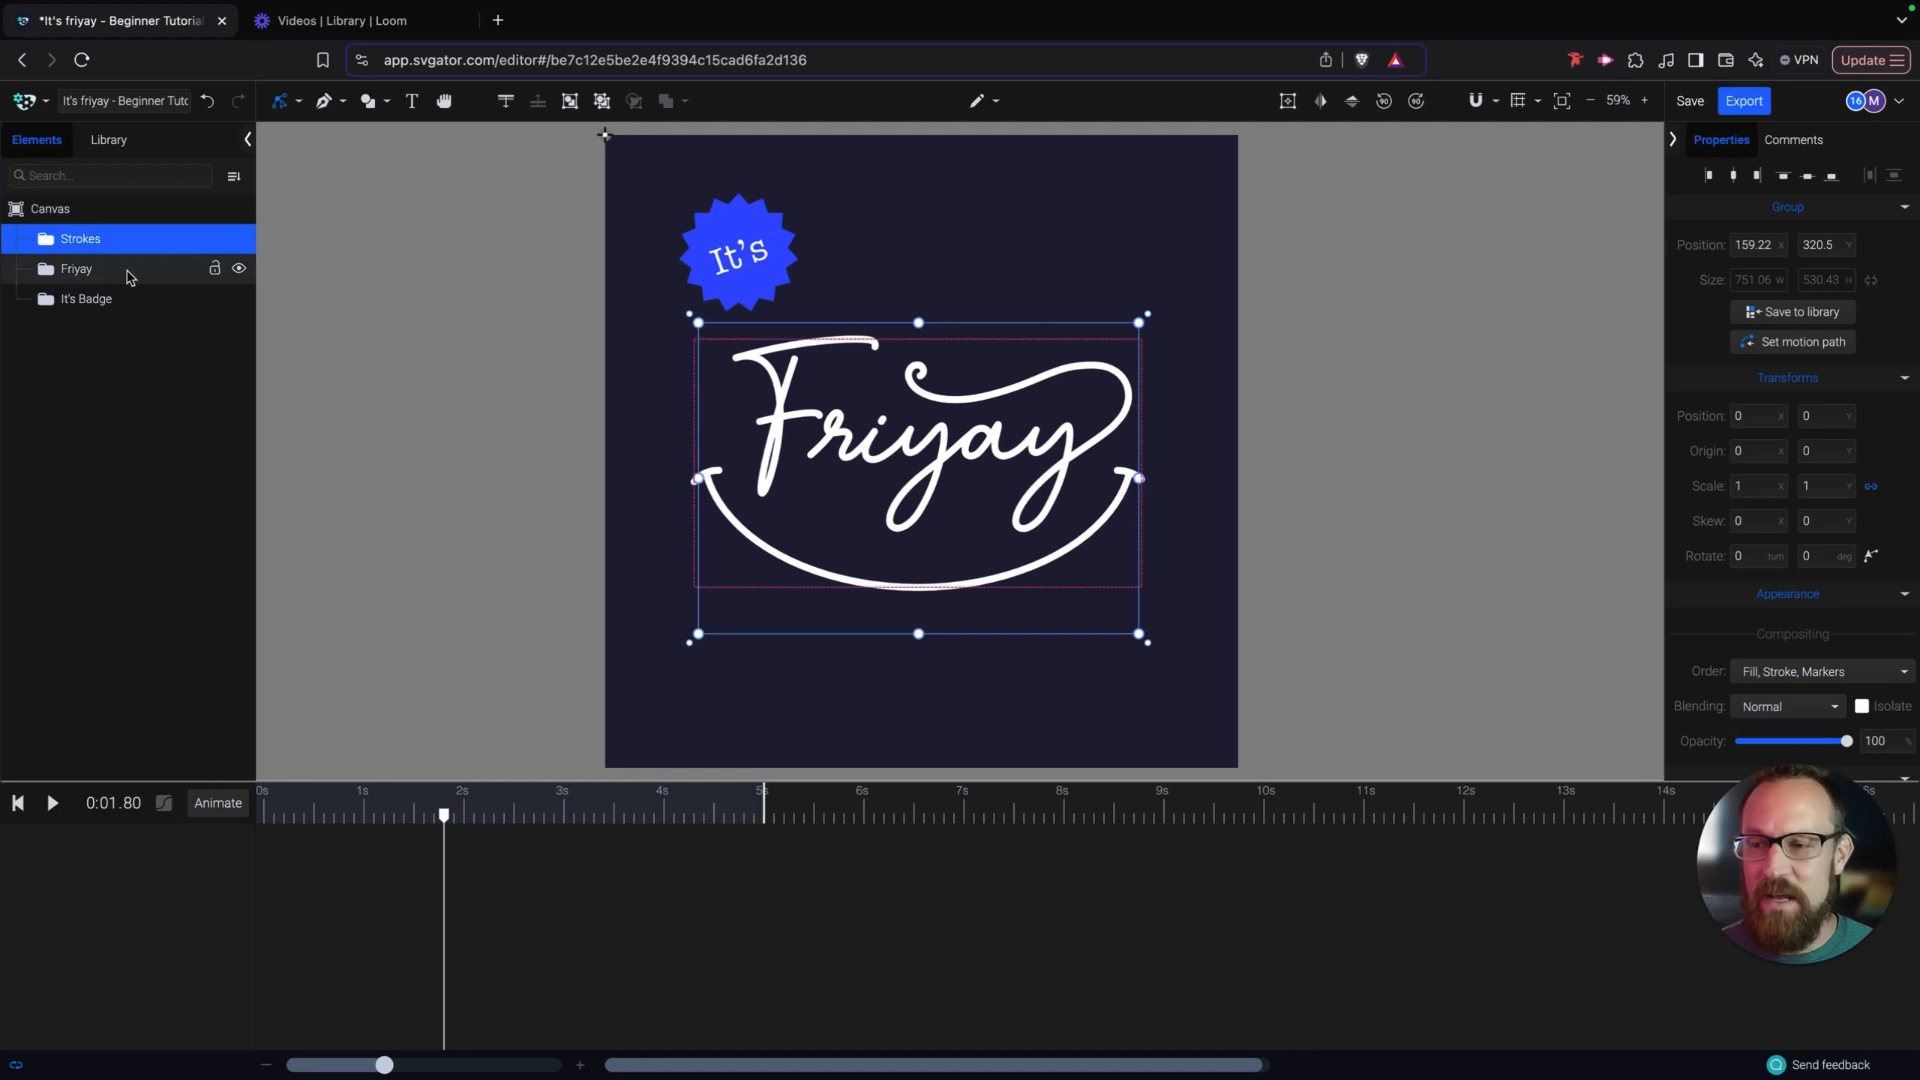 *It's friyay - Beginner Tutorial
Videos | Library | Loom
app.svgator.com/editor#/be7c12e5be2e4f9394c15cad6fa2d136
VPN
Update
It's friyay - Beginner Tutc
59%
Save
Export
16
M
Elements
Library
Search...
Canvas
Strokes
Friyay
It's Badge
It's
Friyay
Properties
Comments
Group
Position: 159.22 X 320.5 Y
Size: 751.06 W 530.43 H
Save to library
Set motion path
Transforms
Position: 0 X 0 Y
Origin: 0 X 0 Y
Scale: 1 X 1 Y
Skew: 0 X 0 Y
Rotate: 0 turn 0 deg
Appearance
Compositing
Order: Fill, Stroke, Markers
Blending: Normal Isolate
Opacity: 100 %
0:01.80
Animate
0s 1s 2s 3s 4s 5s 6s 7s 8s 9s 10s 11s 12s 13s 14s
Send feedback